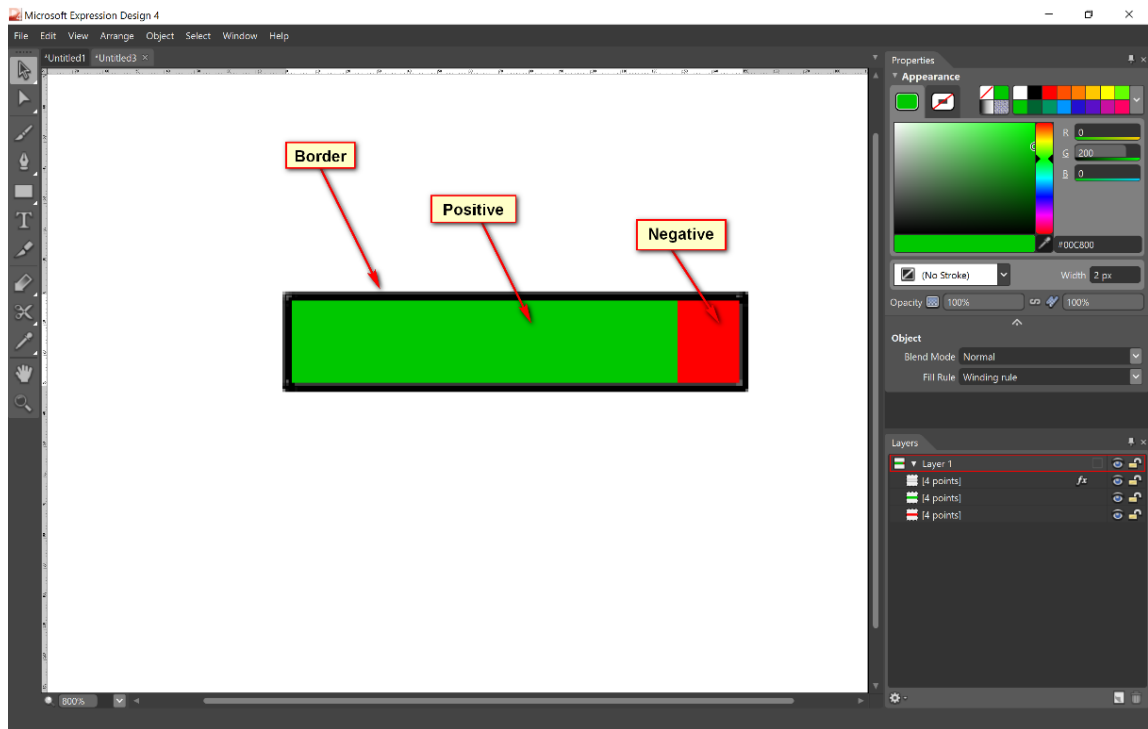 Microsoft Expression Design 4
File Edit View Arrange Object Select Window Help
*Untitled1 *Untitled3
Border
Positive
Negative
800%
Properties
Appearance
R 0
G 200
B 0
#00C800
(No Stroke)
Width 2 px
Opacity 100% 100%
Object
Blend Mode Normal
Fill Rule Winding rule
Layers
Layer 1
[4 points] fx
[4 points]
[4 points]